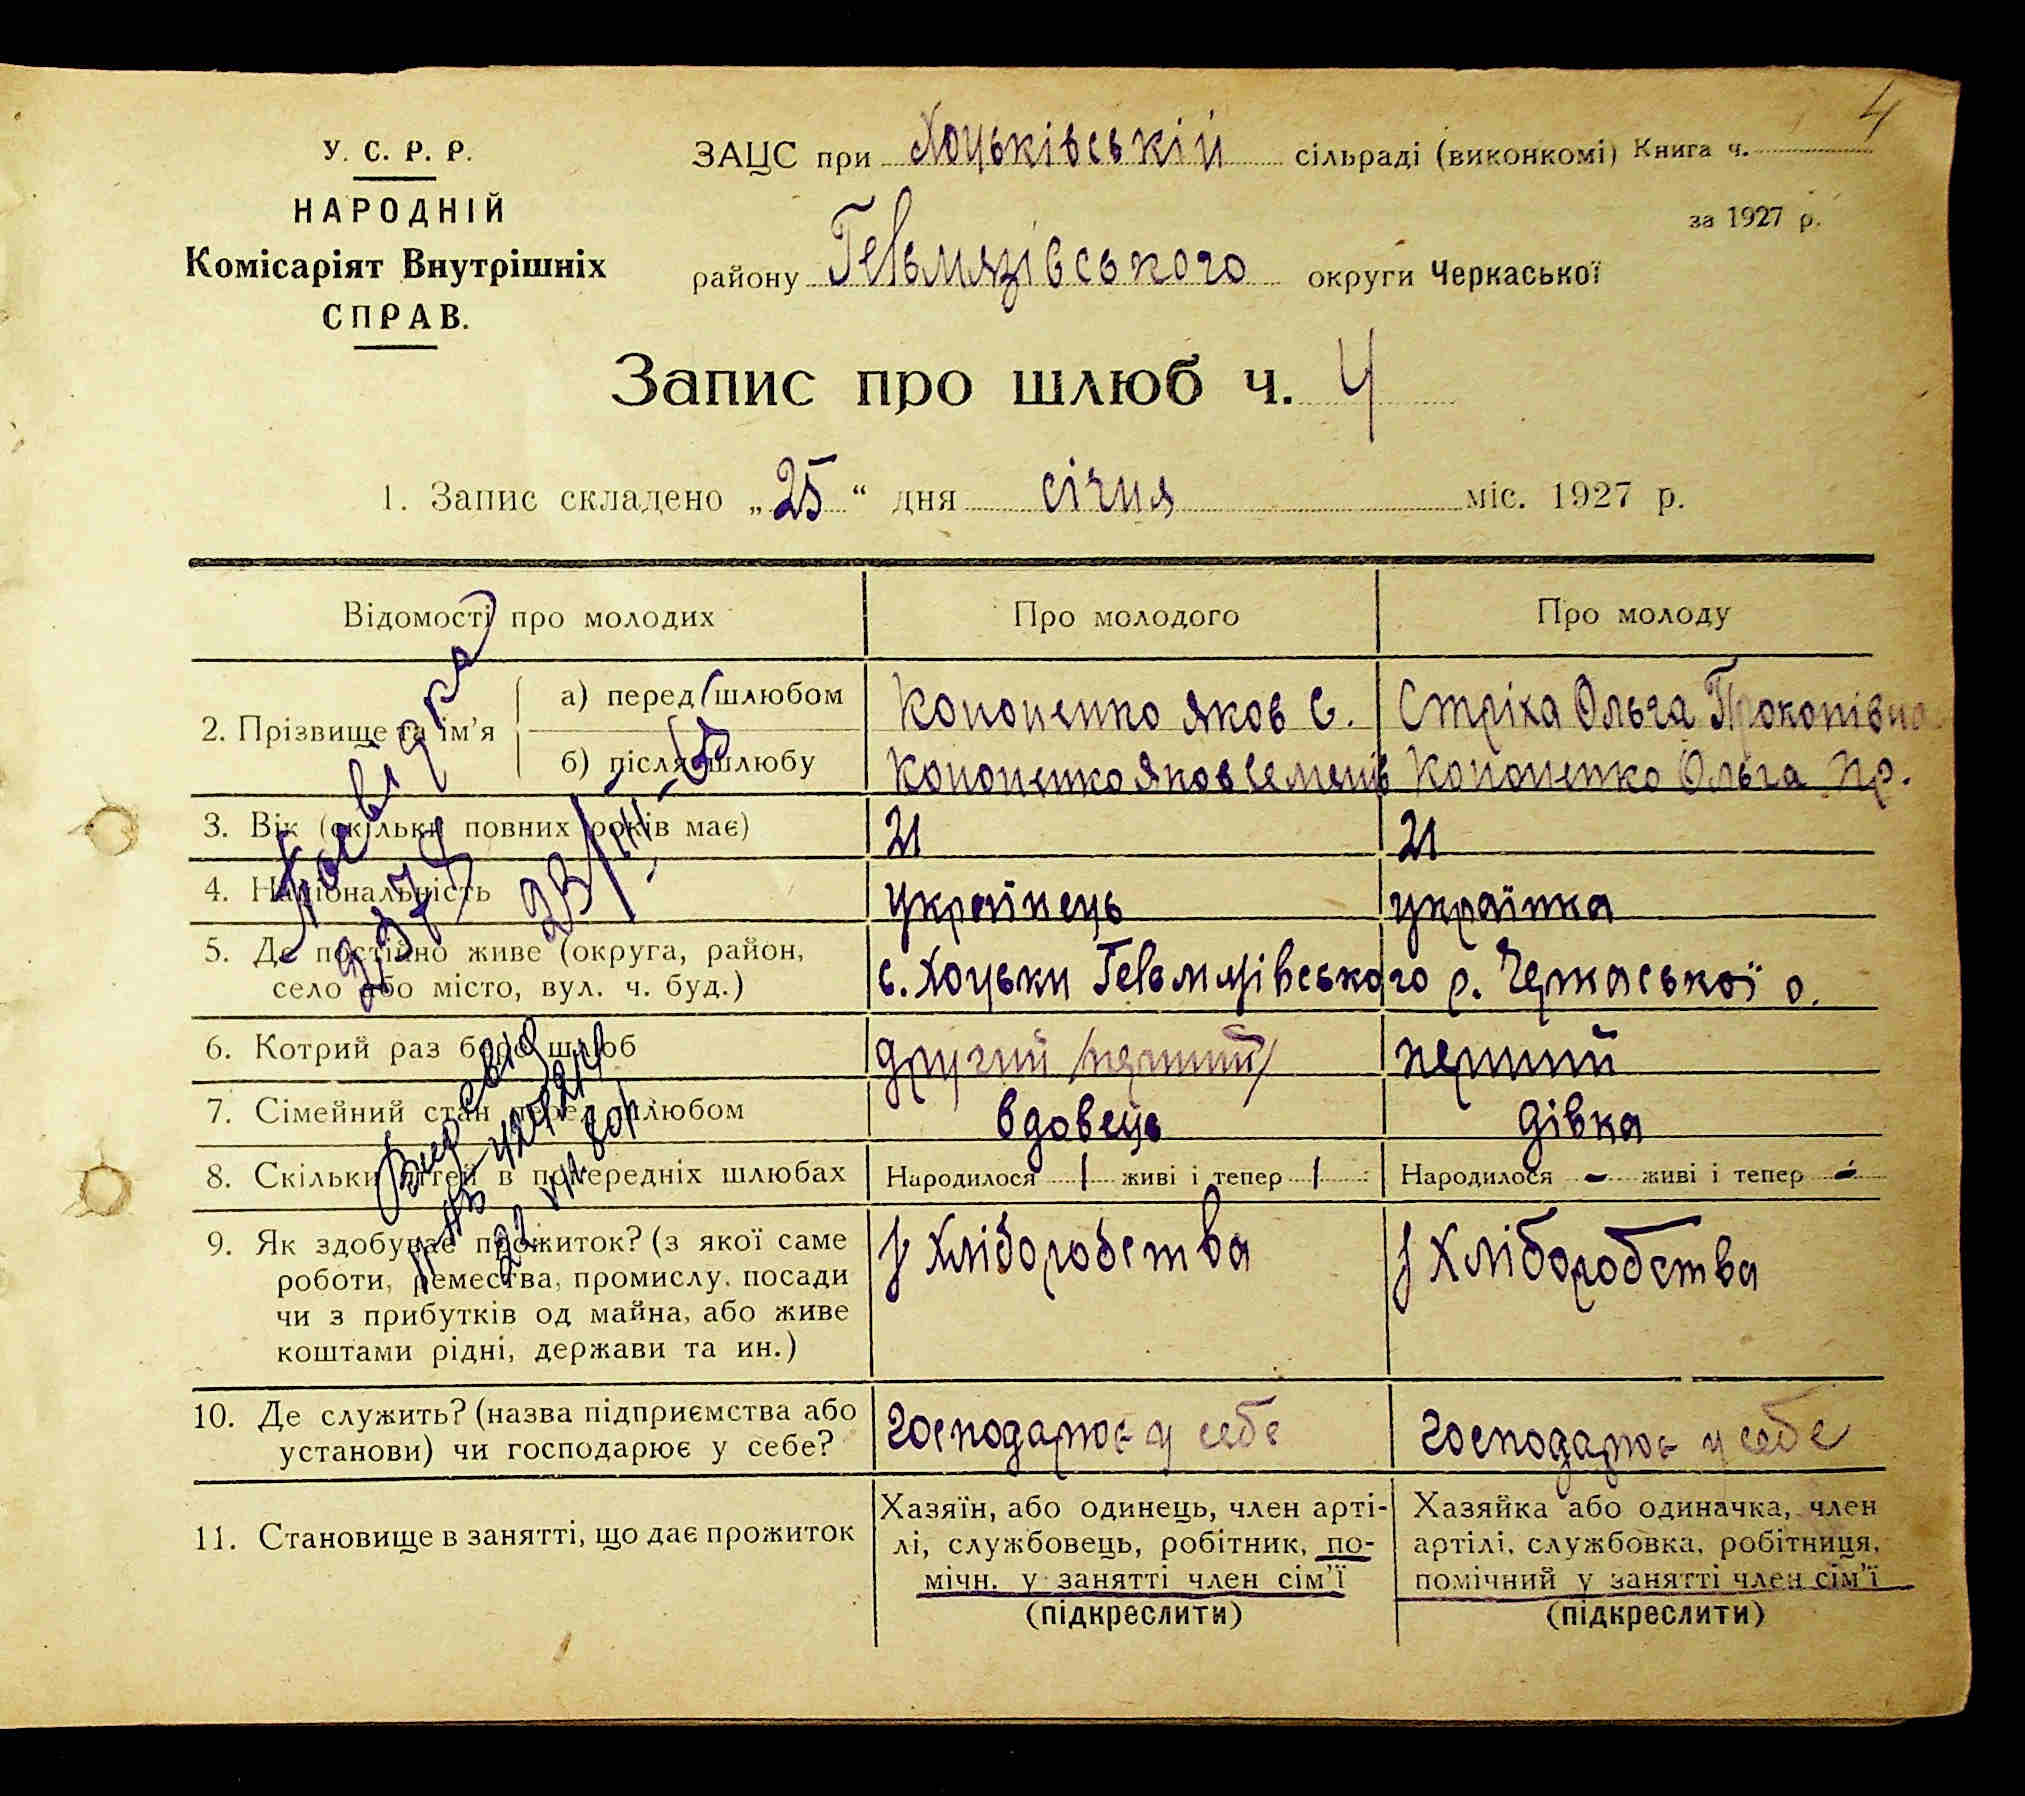 4
У. С. Р. Р.
НАРОДНІЙ
Комісаріят Внутрішніх
СПРАВ.
ЗАЦС при Хоцьківській сільраді (виконкомі) Книга ч.
за 1927 р.
району Гельмязівського округи Черкаської
Запис про шлюб ч. 4
1. Запис складено „25“ дня січня міс. 1927 р.
Відомості про молодих Про молодого Про молоду
2. Прізвище та ім’я
а) перед шлюбом Кононенко Яков С. Стріха Ольга Прокопівна
б) після шлюбу Кононенко Яков Семенів Кононенко Ольга Пр.
3. Вік (скільки повних років має) 21 21
4. Національність українець українка
5. Де постійно живе (округа, район,
село або місто, вул. ч. буд.) с. Хоцьки Гельмязівського р. Черкаської о.
6. Котрий раз бере шлюб другий /перший/ перший
7. Сімейний стан перед шлюбом вдовець дівка
8. Скільки дітей в попередніх шлюбах Народилося 1 живі і тепер 1 Народилося - живі і тепер -
9. Як здобуває прожиток? (з якої саме
роботи, ремества, промислу, посади
чи з прибутків од майна, або живе
коштами рідні, держави та ин.)
з хліборобства з хліборобства
10. Де служить? (назва підприємства або
установи) чи господарює у себе?
господарює у себе господарює у себе
11. Становище в занятті, що дає прожиток
Хазяїн, або одинець, член арті-
лі, службовець, робітник, по-
мічн. у занятті член сім’ї
(підкреслити)
Хазяйка або одиначка, член
артілі, службовка, робітниця,
помічний у занятті член сім’ї
(підкреслити)